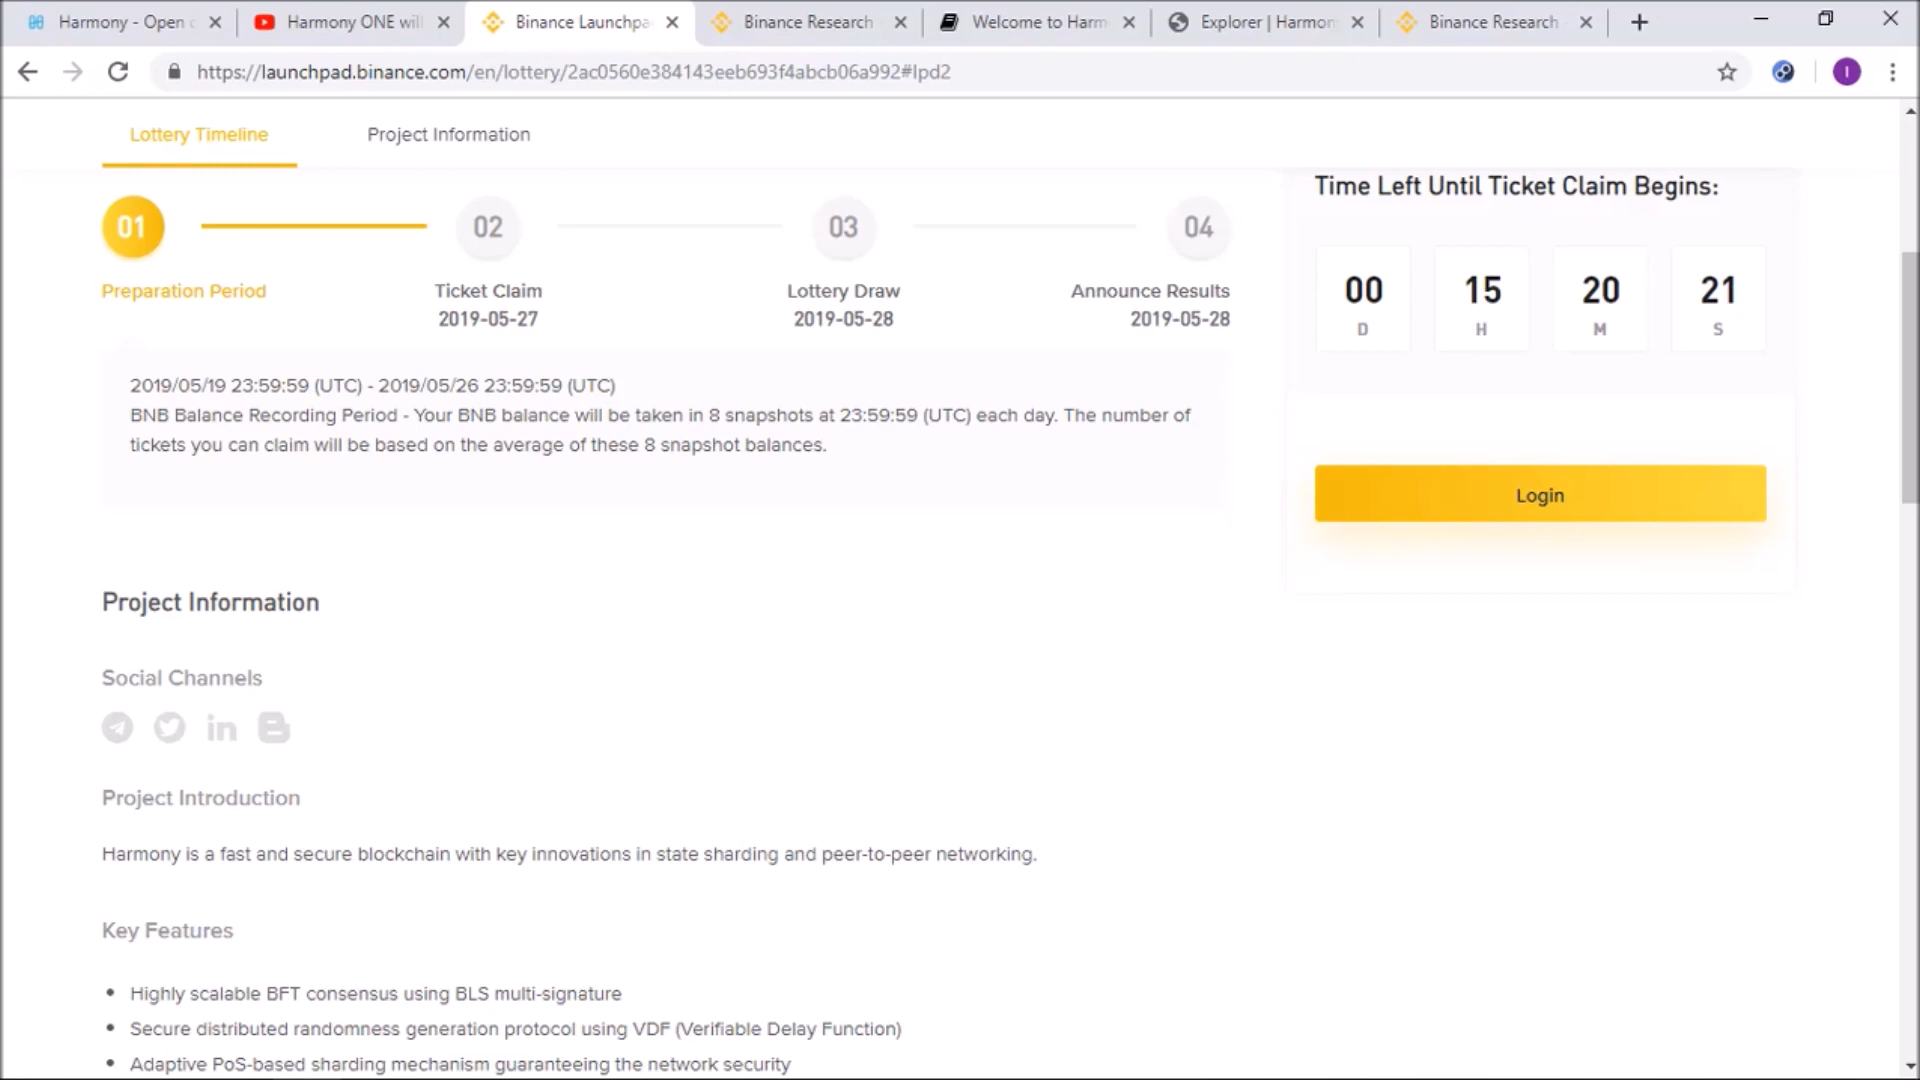 Harmony - Open
Harmony ONE will
Binance Launchpa
Binance Research
Welcome to Harm
Explorer | Harmon
Binance Research
https://launchpad.binance.com/en/lottery/2ac0560e384143eeb693f4abcb06a992#lpd2
I
Lottery Timeline
Project Information
01
02
03
04
Preparation Period
Ticket Claim
2019-05-27
Lottery Draw
2019-05-28
Announce Results
2019-05-28
Time Left Until Ticket Claim Begins:
00 15 20 21
D H M S
2019/05/19 23:59:59 (UTC) - 2019/05/26 23:59:59 (UTC)
BNB Balance Recording Period - Your BNB balance will be taken in 8 snapshots at 23:59:59 (UTC) each day. The number of
tickets you can claim will be based on the average of these 8 snapshot balances.
Login
Project Information
Social Channels
in
Project Introduction
Harmony is a fast and secure blockchain with key innovations in state sharding and peer-to-peer networking.
Key Features
• Highly scalable BFT consensus using BLS multi-signature
• Secure distributed randomness generation protocol using VDF (Verifiable Delay Function)
• Adaptive PoS-based sharding mechanism guaranteeing the network security